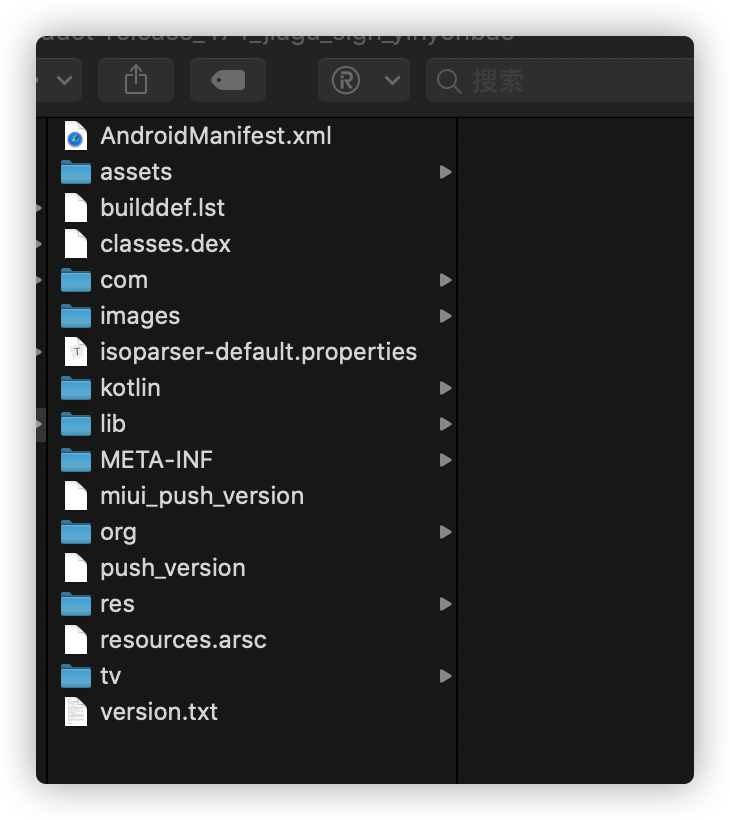 搜索
AndroidManifest.xml
assets
builddef.lst
classes.dex
com
images
isoparser-default.properties
kotlin
lib
META-INF
miui_push_version
org
push_version
res
resources.arsc
tv
version.txt